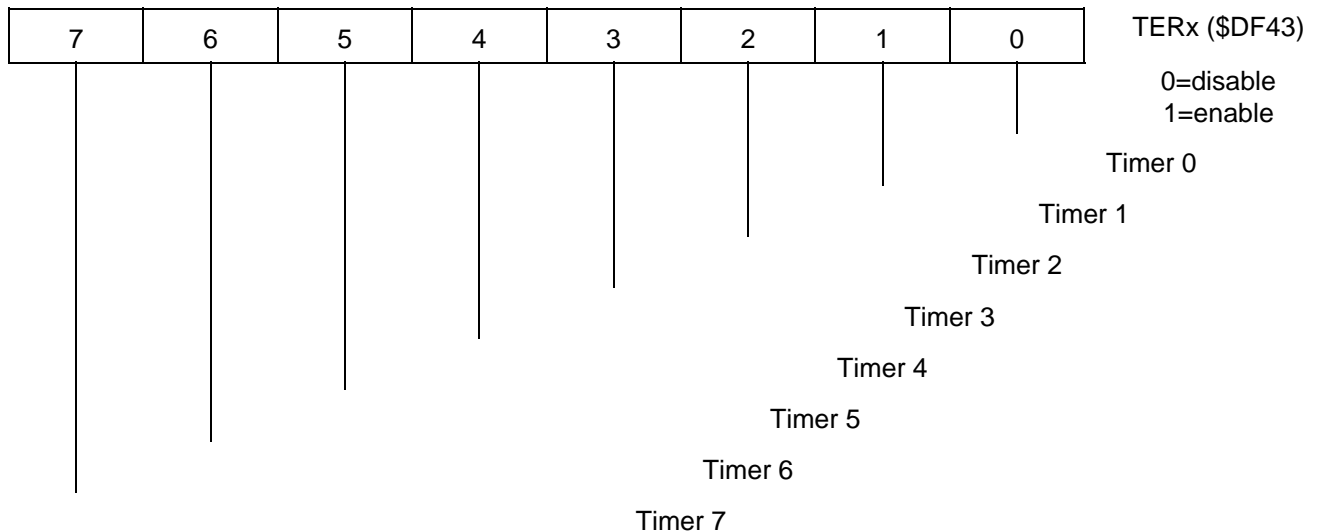 7 6 5 4 3 2 1 0
TERx ($DF43)
0=disable
1=enable
Timer 0
Timer 1
Timer 2
Timer 3
Timer 4
Timer 5
Timer 6
Timer 7